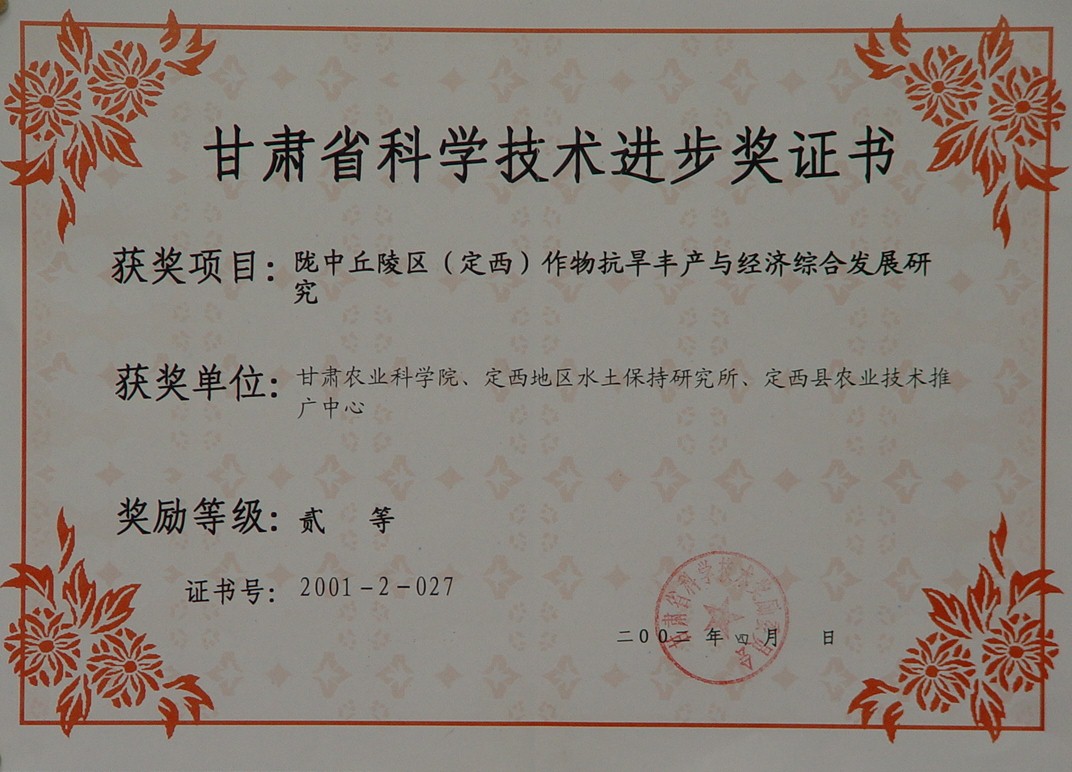 甘肃省科学技术进步奖证书
获奖项目：陇中丘陵区（定西）作物抗旱丰产与经济综合发展研
究
获奖单位：甘肃农业科学院、定西地区水土保持研究所、定西县农业技术推
广中心
奖励等级：贰 等
证书号：2001-2-027
二00二年四月 日